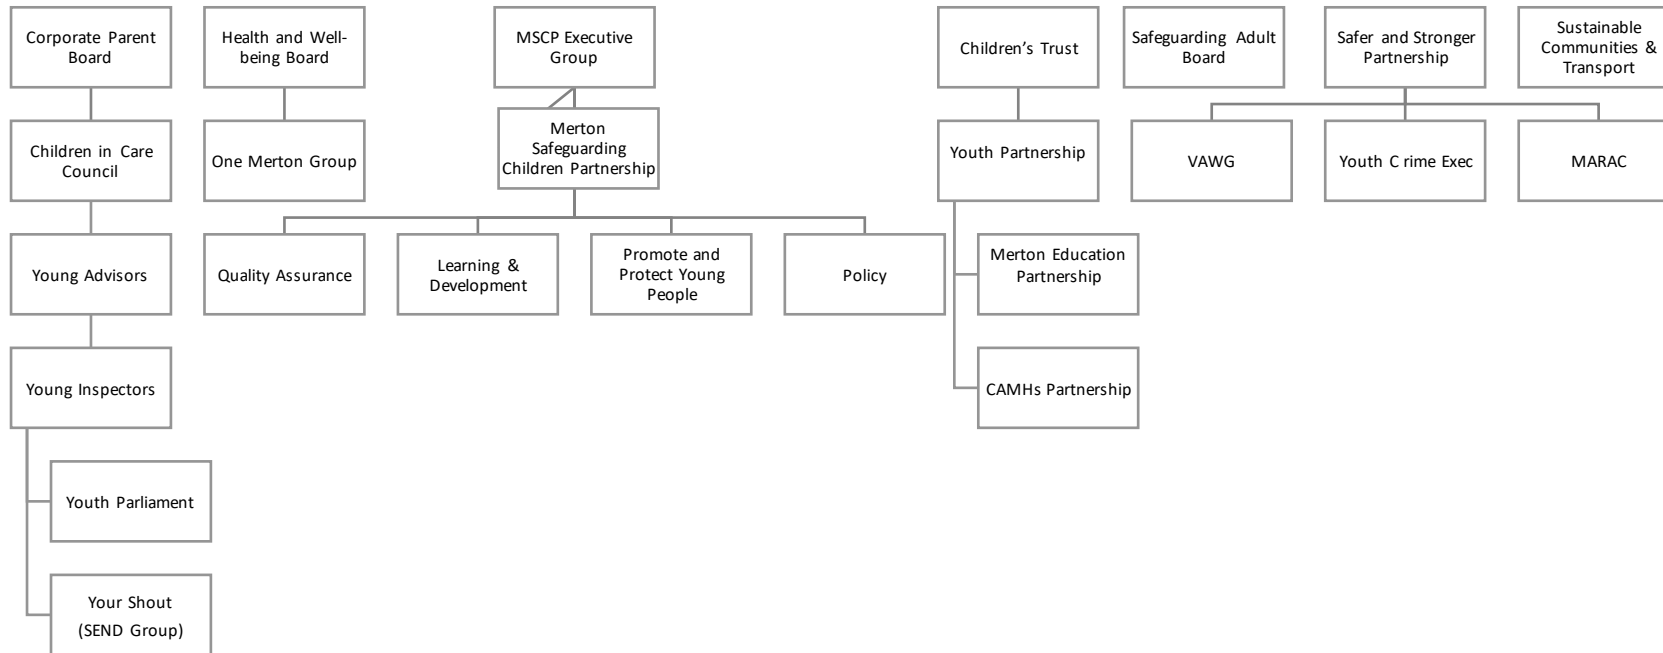 Corporate Parent
Board
Health and Well-
being Board
MSCP Executive
Group
Children’s Trust
Safeguarding Adult
Board
Safer and Stronger
Partnership
Sustainable
Communities &
Transport
Children in Care
Council
One Merton Group
Merton
Safeguarding
Children Partnership
Youth Partnership
VAWG
Youth C rime Exec
MARAC
Young Advisors
Quality Assurance
Learning &
Development
Promote and
Protect Young
People
Policy
Merton Education
Partnership
Young Inspectors
CAMHs Partnership
Youth Parliament
Your Shout
(SEND Group)